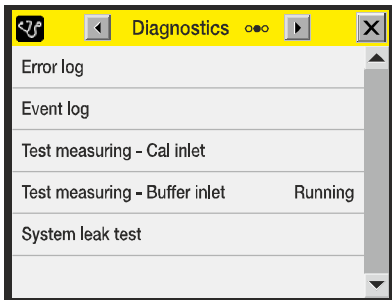 Diagnostics
Error log
Event log
Test measuring - Cal inlet
Test measuring - Buffer inlet Running
System leak test